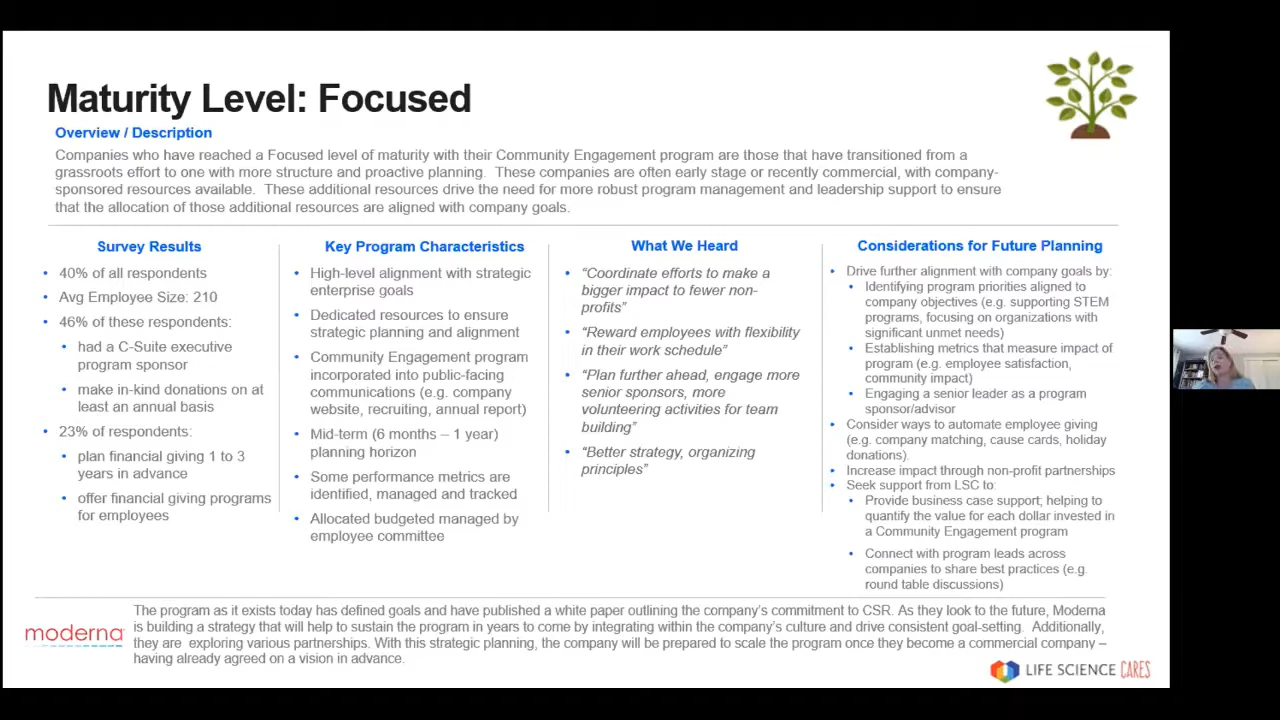 Maturity Level: Focused
Overview / Description
Companies who have reached a Focused level of maturity with their Community Engagement program are those that have transitioned from a
grassroots effort to one with more structure and proactive planning. These companies are often early stage or recently commercial, with company-
sponsored resources available. These additional resources drive the need for more robust program management and leadership support to ensure
that the allocation of those additional resources are aligned with company goals.
Survey Results
• 40% of all respondents
• Avg Employee Size: 210
• 46% of these respondents:
• had a C-Suite executive
program sponsor
• make in-kind donations on at
least an annual basis
• 23% of respondents:
• plan financial giving 1 to 3
years in advance
• offer financial giving programs
for employees
Key Program Characteristics
• High-level alignment with strategic
enterprise goals
• Dedicated resources to ensure
strategic planning and alignment
• Community Engagement program
incorporated into public-facing
communications (e.g. company
website, recruiting, annual report)
• Mid-term (6 months – 1 year)
planning horizon
• Some performance metrics are
identified, managed and tracked
• Allocated budgeted managed by
employee committee
What We Heard
• “Coordinate efforts to make a
bigger impact to fewer non-
profits”
• “Reward employees with flexibility
in their work schedule”
• “Plan further ahead, engage more
senior sponsors, more
volunteering activities for team
building”
• “Better strategy, organizing
principles”
Considerations for Future Planning
• Drive further alignment with company goals by:
• Identifying program priorities aligned to
company objectives (e.g. supporting STEM
programs, focusing on organizations with
significant unmet needs)
• Establishing metrics that measure impact of
program (e.g. employee satisfaction,
community impact)
• Engaging a senior leader as a program
sponsor/advisor
• Consider ways to automate employee giving
(e.g. company matching, cause cards, holiday
donations).
• Increase impact through non-profit partnerships
• Seek support from LSC to:
• Provide business case support; helping to
quantify the value for each dollar invested in
a Community Engagement program
• Connect with program leads across
companies to share best practices (e.g.
round table discussions)
moderna
The program as it exists today has defined goals and have published a white paper outlining the company’s commitment to CSR. As they look to the future, Moderna
is building a strategy that will help to sustain the program in years to come by integrating within the company’s culture and drive consistent goal-setting. Additionally,
they are exploring various partnerships. With this strategic planning, the company will be prepared to scale the program once they become a commercial company –
having already agreed on a vision in advance.
LIFE SCIENCE CARES